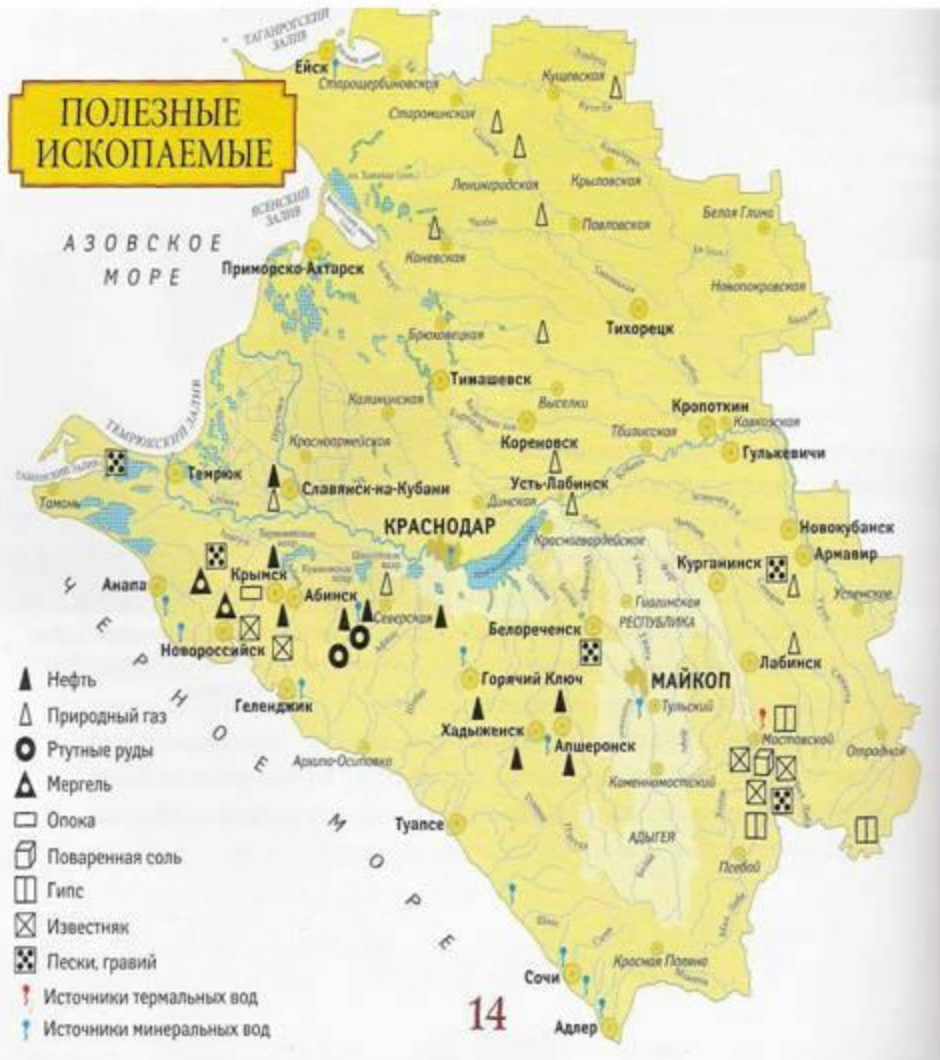 ТАГАНРОГСКИЙ
ЗАЛИВ
Ейск
Старощербиновская
Кущевская
ПОЛЕЗНЫЕ
ИСКОПАЕМЫЕ
Староминская
Ленинградская
Крыловская
ЯСЕНСКИЙ
ЗАЛИВ
Павловская
Белая Глина
АЗОВСКОЕ
МОРЕ
Каневская
Приморско-Ахтарск
Новопокровская
Тихорецк
Брюховецкая
Тимашевск
Выселки
Калининская
Кропоткин
Кавказская
ТЕМРЮКСКИЙ ЗАЛИВ
Кореновск
Тбилисская
Красноармейская
Гулькевичи
ТАМАНСКИЙ ЗАЛИВ
Темрюк
Усть-Лабинск
Кубань
Славянск-на-Кубани
Тамань
Динская
КРАСНОДАР
Новокубанск
Красногвардейское
Армавир
Курганинск
Анапа
Крымск
Абинск
Северская
Гиагинская
Успенское
РЕСПУБЛИКА
Белореченск
Новороссийск
Лабинск
Горячий Ключ
МАЙКОП
Геленджик
Тульский
Хадыженск
Апшеронск
Мостовской
Отрадная
Архипо-Осиповка
Каменномостский
Туапсе
АДЫГЕЯ
Псебай
ЧЕРНОЕ МОРЕ
Нефть
Природный газ
Ртутные руды
Мергель
Опока
Поваренная соль
Гипс
Известняк
Пески, гравий
Источники термальных вод
Источники минеральных вод
Красная Поляна
Сочи
Адлер
14